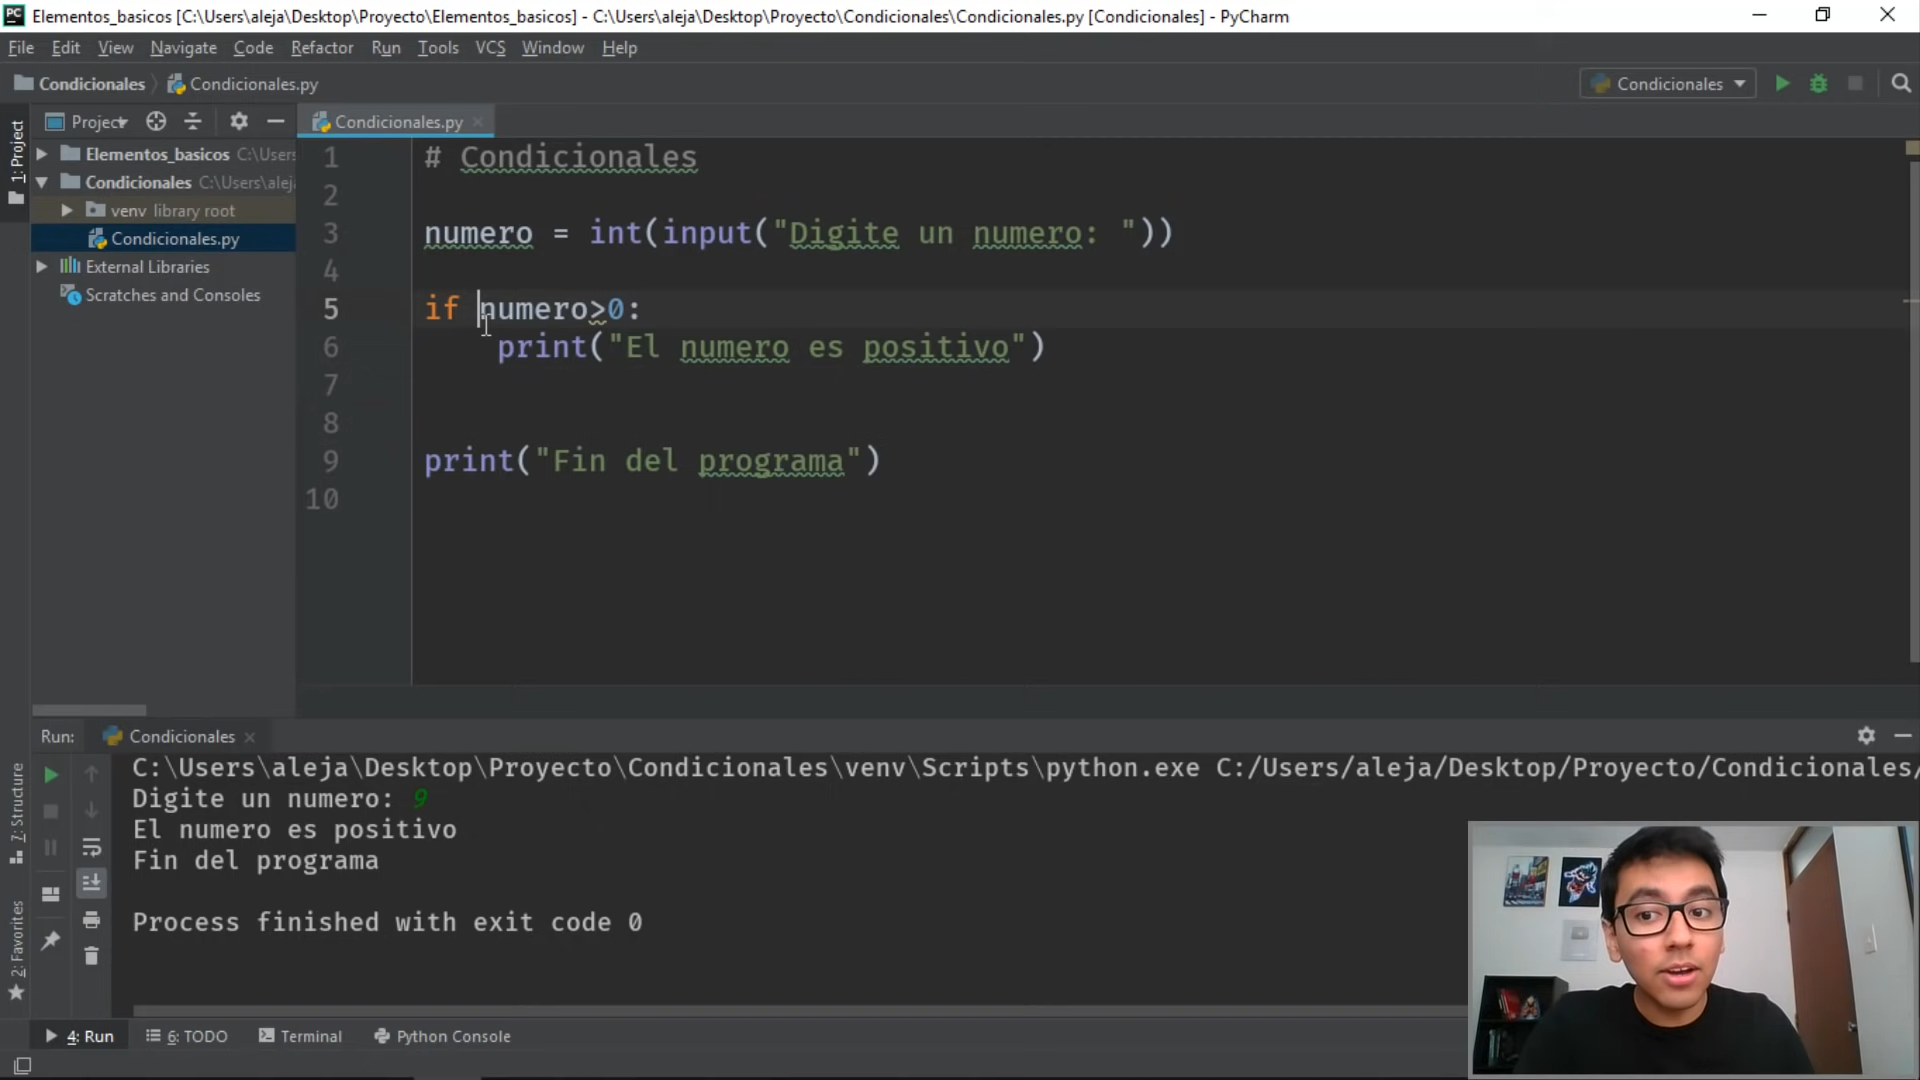 PC Elementos_basicos [C:\Users\aleja\Desktop\Proyecto\Elementos_basicos] - C:\Users\aleja\Desktop\Proyecto\Condicionales\Condicionales.py [Condicionales] - PyCharm
File Edit View Navigate Code Refactor Run Tools VCS Window Help
Condicionales Condicionales.py Condicionales
1: Project
Project
Condicionales.py
Elementos_basicos C:\Users
Condicionales C:\Users\alej
venv library root
Condicionales.py
External Libraries
Scratches and Consoles
1 # Condicionales
2
3 numero = int(input("Digite un numero: "))
4
5 if numero>0:
6 print("El numero es positivo")
7
8
9 print("Fin del programa")
10
Run: Condicionales
C:\Users\aleja\Desktop\Proyecto\Condicionales\venv\Scripts\python.exe C:/Users/aleja/Desktop/Proyecto/Condicionales/
Digite un numero: 9
El numero es positivo
Fin del programa
Process finished with exit code 0
7: Structure
2: Favorites
4: Run 6: TODO Terminal Python Console